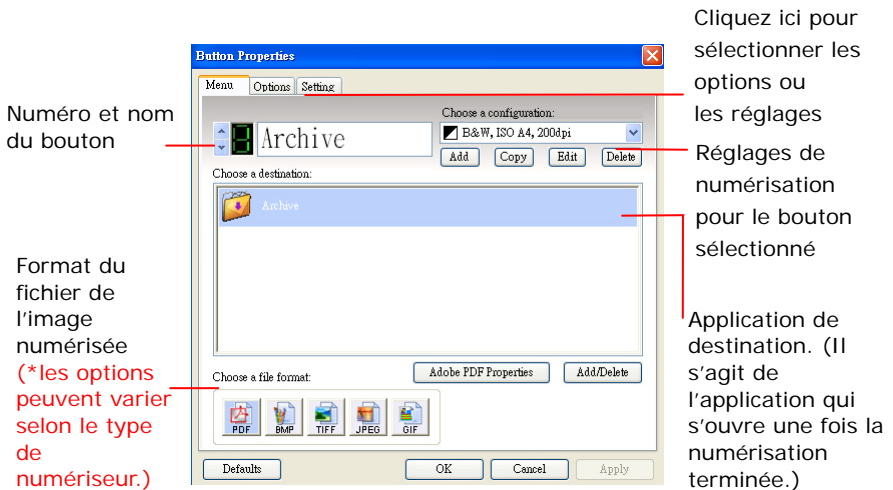 Cliquez ici pour
sélectionner les
options ou
les réglages
Button Properties
Menu Options Setting
Numéro et nom
du bouton
3 Archive
Choose a configuration:
B&W, ISO A4, 200dpi
Add Copy Edit Delete
Réglages de
numérisation
pour le bouton
sélectionné
Choose a destination:
Archive
Format du
fichier de
l'image
numérisée
(*les options
peuvent varier
selon le type
de
numériseur.)
Application de
destination. (Il
s'agit de
l'application qui
s'ouvre une fois la
numérisation
terminée.)
Choose a file format:
Adobe PDF Properties Add/Delete
PDF BMP TIFF JPEG GIF
Defaults OK Cancel Apply